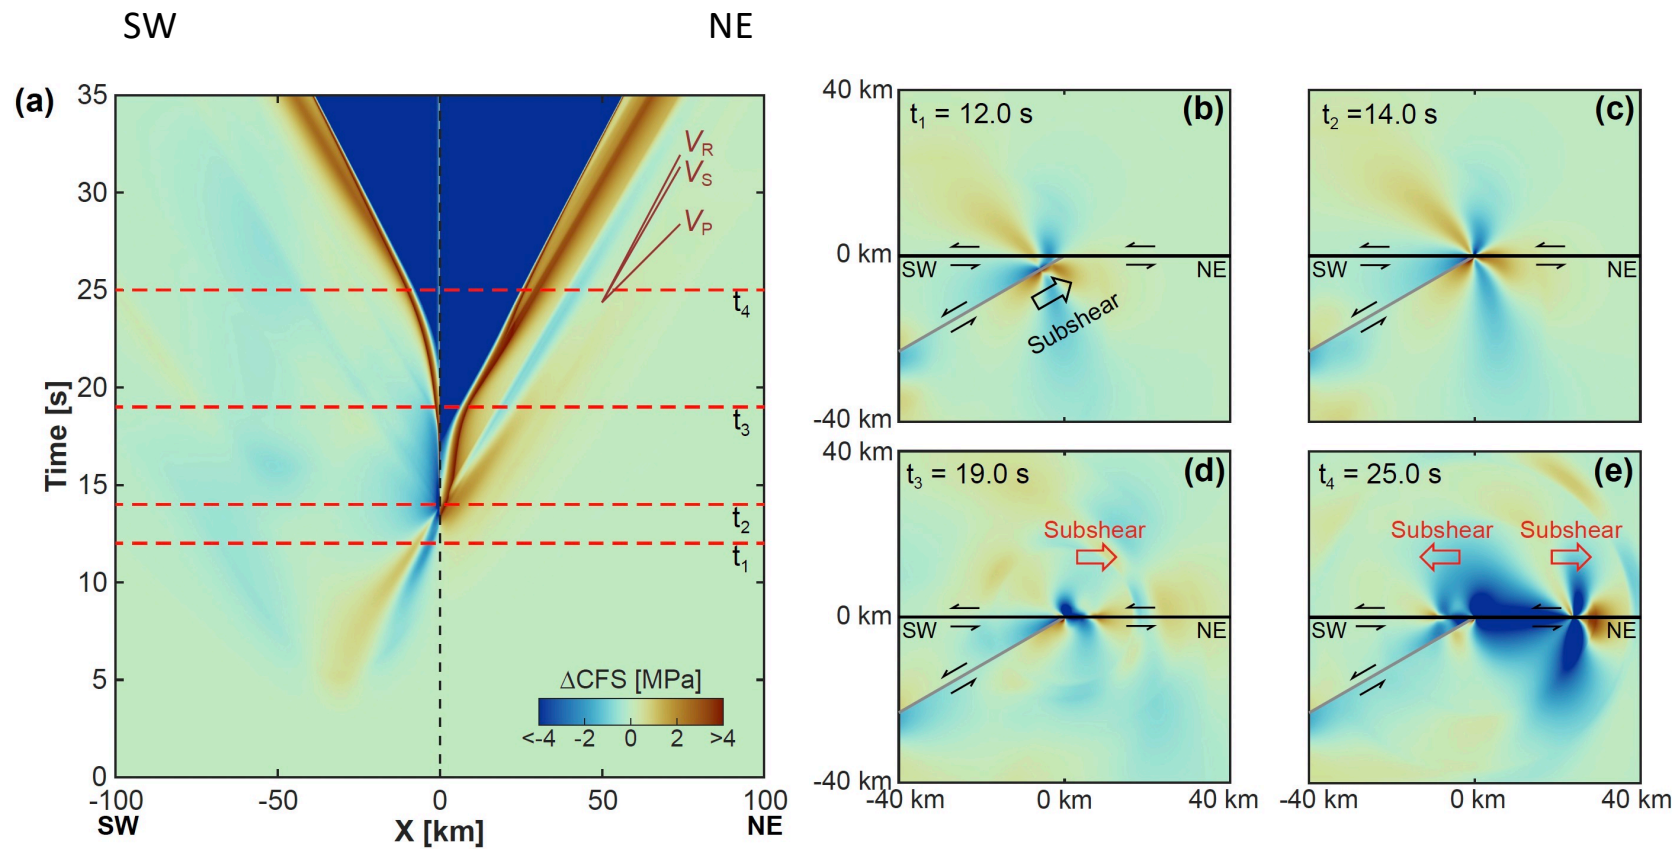 SW NE
(a)
35
30
25
20
15
10
5
0
Time [s]
V_R
V_S
V_P
t_4
t_3
t_2
t_1
ΔCFS [MPa]
<-4 -2 0 2 >4
-100 -50 0 50 100
SW NE
X [km]
40 km
0 km
-40 km
t_1 = 12.0 s (b)
SW NE
Subshear
t_2 =14.0 s (c)
SW NE
40 km
0 km
-40 km
t_3 = 19.0 s (d)
Subshear
SW NE
-40 km 0 km 40 km
t_4 = 25.0 s (e)
Subshear Subshear
SW NE
-40 km 0 km 40 km